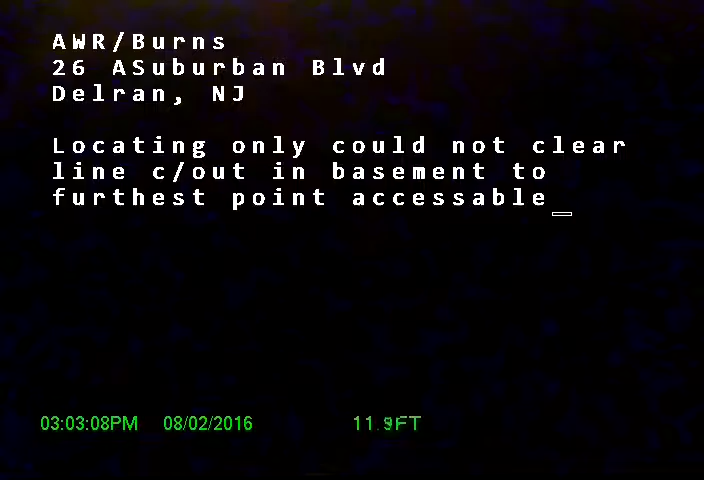 AWR/Burns
26 ASuburban Blvd
Delran, NJ
Locating only could not clear
line c/out in basement to
furthest point accessable_
03:03:08PM 08/02/2016 11.9FT